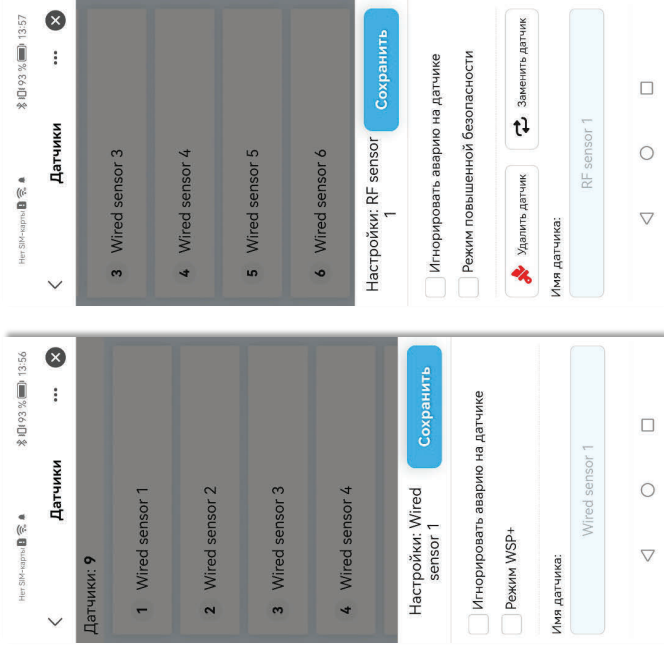 Нет SIM-карты 93 % 13:56
Датчики
Датчики: 9
1 Wired sensor 1
2 Wired sensor 2
3 Wired sensor 3
4 Wired sensor 4
Настройки: Wired
sensor 1
Сохранить
Игнорировать аварию на датчике
Режим WSP+
Имя датчика:
Wired sensor 1
Нет SIM-карты 93 % 13:57
Датчики
3 Wired sensor 3
4 Wired sensor 4
5 Wired sensor 5
6 Wired sensor 6
Настройки: RF sensor
1
Сохранить
Игнорировать аварию на датчике
Режим повышенной безопасности
Удалить датчик
Заменить датчик
Имя датчика:
RF sensor 1